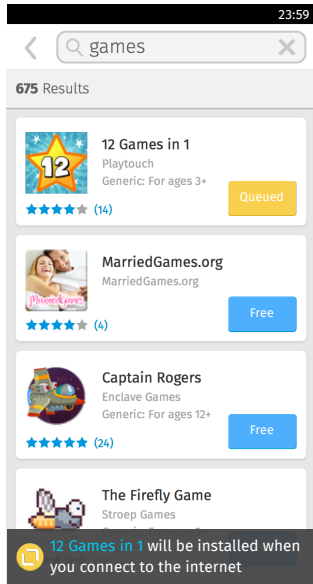 23:59
games
675 Results
12
12 Games in 1
Playtouch
Generic: For ages 3+
Queued
(14)
MarriedGames
MarriedGames.org
MarriedGames.org
Free
(4)
Captain Rogers
Enclave Games
Generic: For ages 12+
Free
(24)
The Firefly Game
Stroep Games
12 Games in 1 will be installed when
you connect to the internet